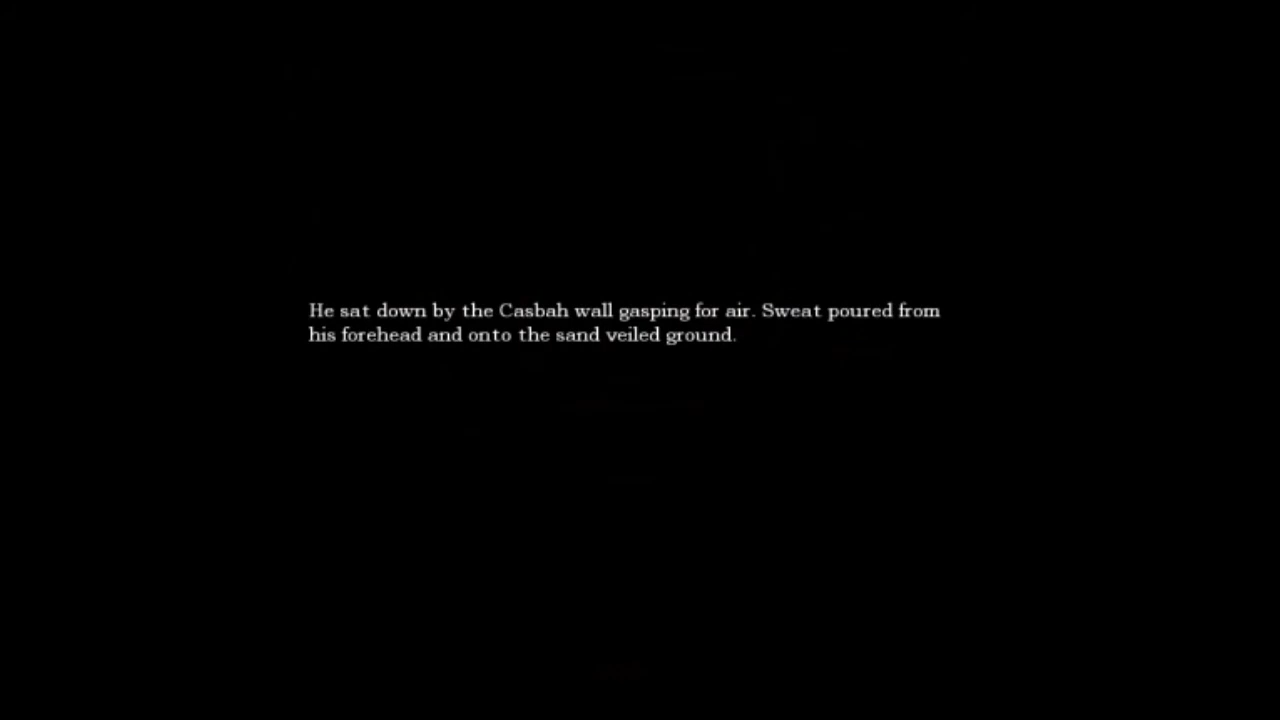 He sat down by the Casbah wall gasping for air. Sweat poured from
his forehead and onto the sand veiled ground.